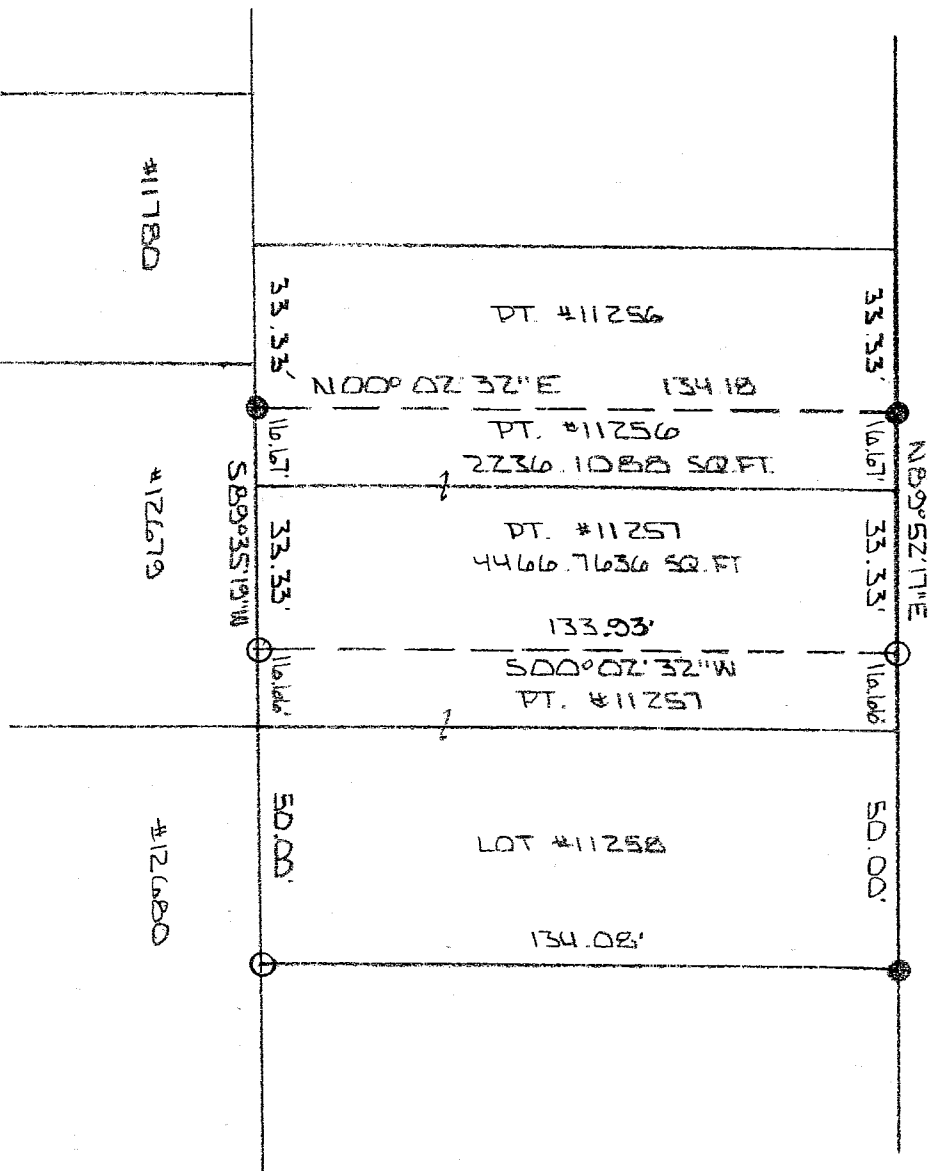 #11780
33.33'
PT. #11256
33.33'
N00° 02' 32" E 134.18
16.67'
PT. #11256
2236.1088 SQ.FT.
16.67'
N89°52'17"E
#12679
S89°35'19"W
33.33'
PT. #11257
4466.7636 SQ.FT
33.33'
133.93'
S00°02'32"W
16.666'
PT. #11257
16.666'
50.00'
LOT #11258
50.00'
#12680
134.08'